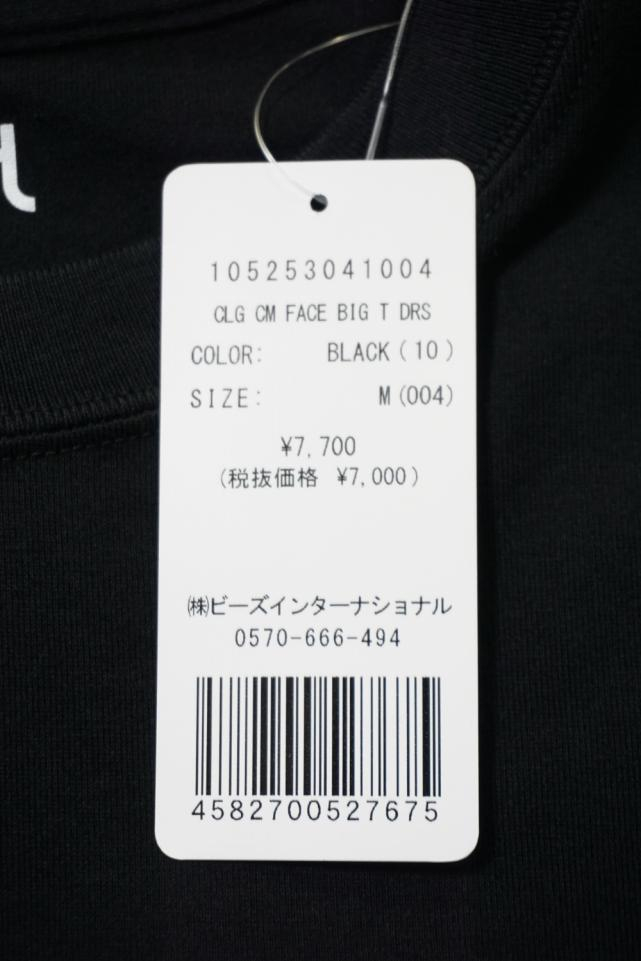 105253041004
CLG CM FACE BIG T DRS
COLOR: BLACK(10)
SIZE: M(004)
¥7,700
(税抜価格 ¥7,000)
㈱ビーズインターナショナル
0570-666-494
4582700527675